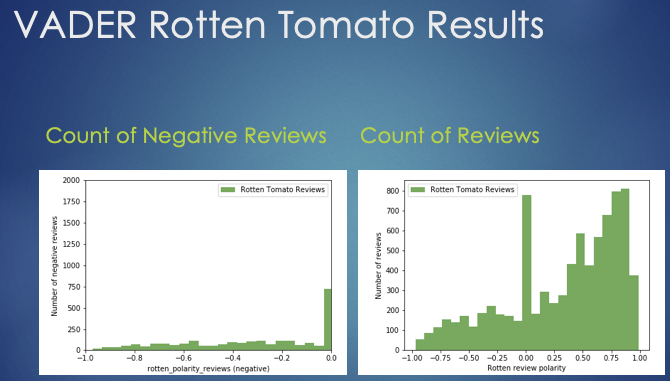 VADER Rotten Tomato Results
Count of Negative Reviews
Count of Reviews
Number of negative reviews
2000
1750
1500
1250
1000
750
500
250
0
Rotten Tomato Reviews
−1.0 −0.8 −0.6 −0.4 −0.2 0.0
rotten_polarity_reviews (negative)
Number of reviews
800
700
600
500
400
300
200
100
0
Rotten Tomato Reviews
−1.00 −0.75 −0.50 −0.25 0.00 0.25 0.50 0.75 1.00
Rotten review polarity